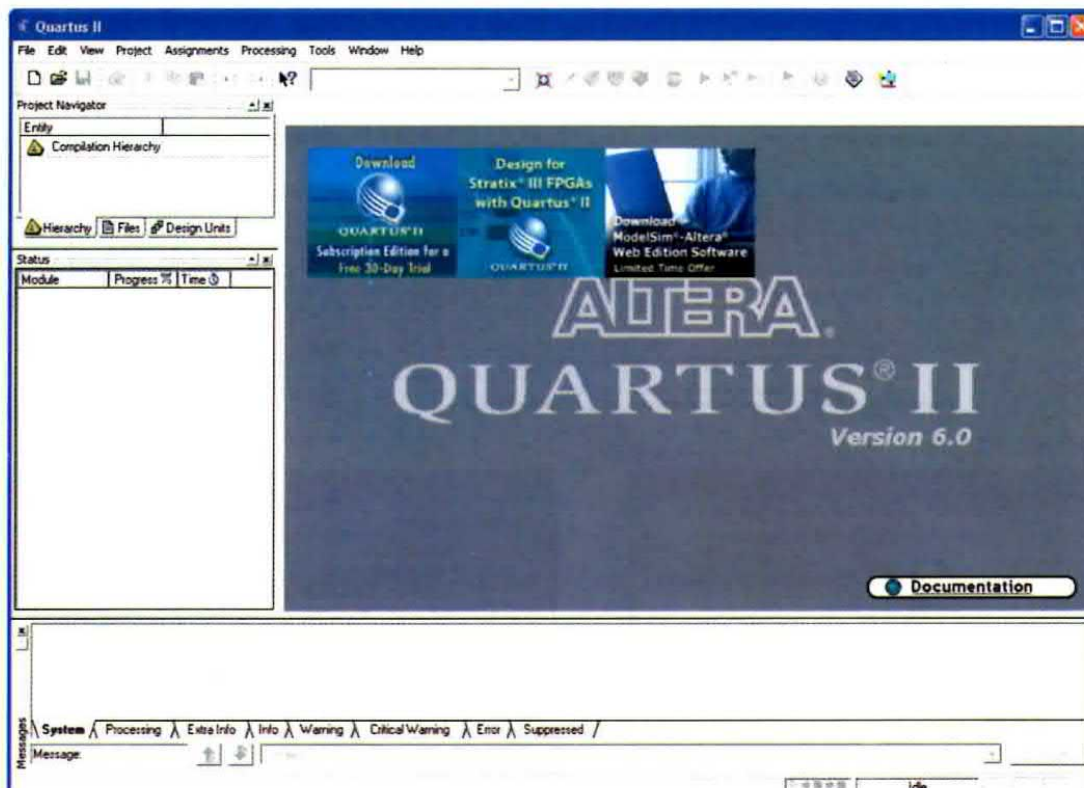 Quartus II
File Edit View Project Assignments Processing Tools Window Help
Project Navigator
Entity
Compilation Hierarchy
Hierarchy Files Design Units
Status
Module Progress % Time
Download
QUARTUS II
Subscription Edition for a
Free 30-Day Trial
Design for
Stratix® III FPGAs
with Quartus® II
QUARTUS II
Download
ModelSim®-Altera®
Web Edition Software
Limited Time Offer
ALTERA®
QUARTUS® II
Version 6.0
Documentation
Messages
System Processing Extra Info Info Warning Critical Warning Error Suppressed
Message:
Idle